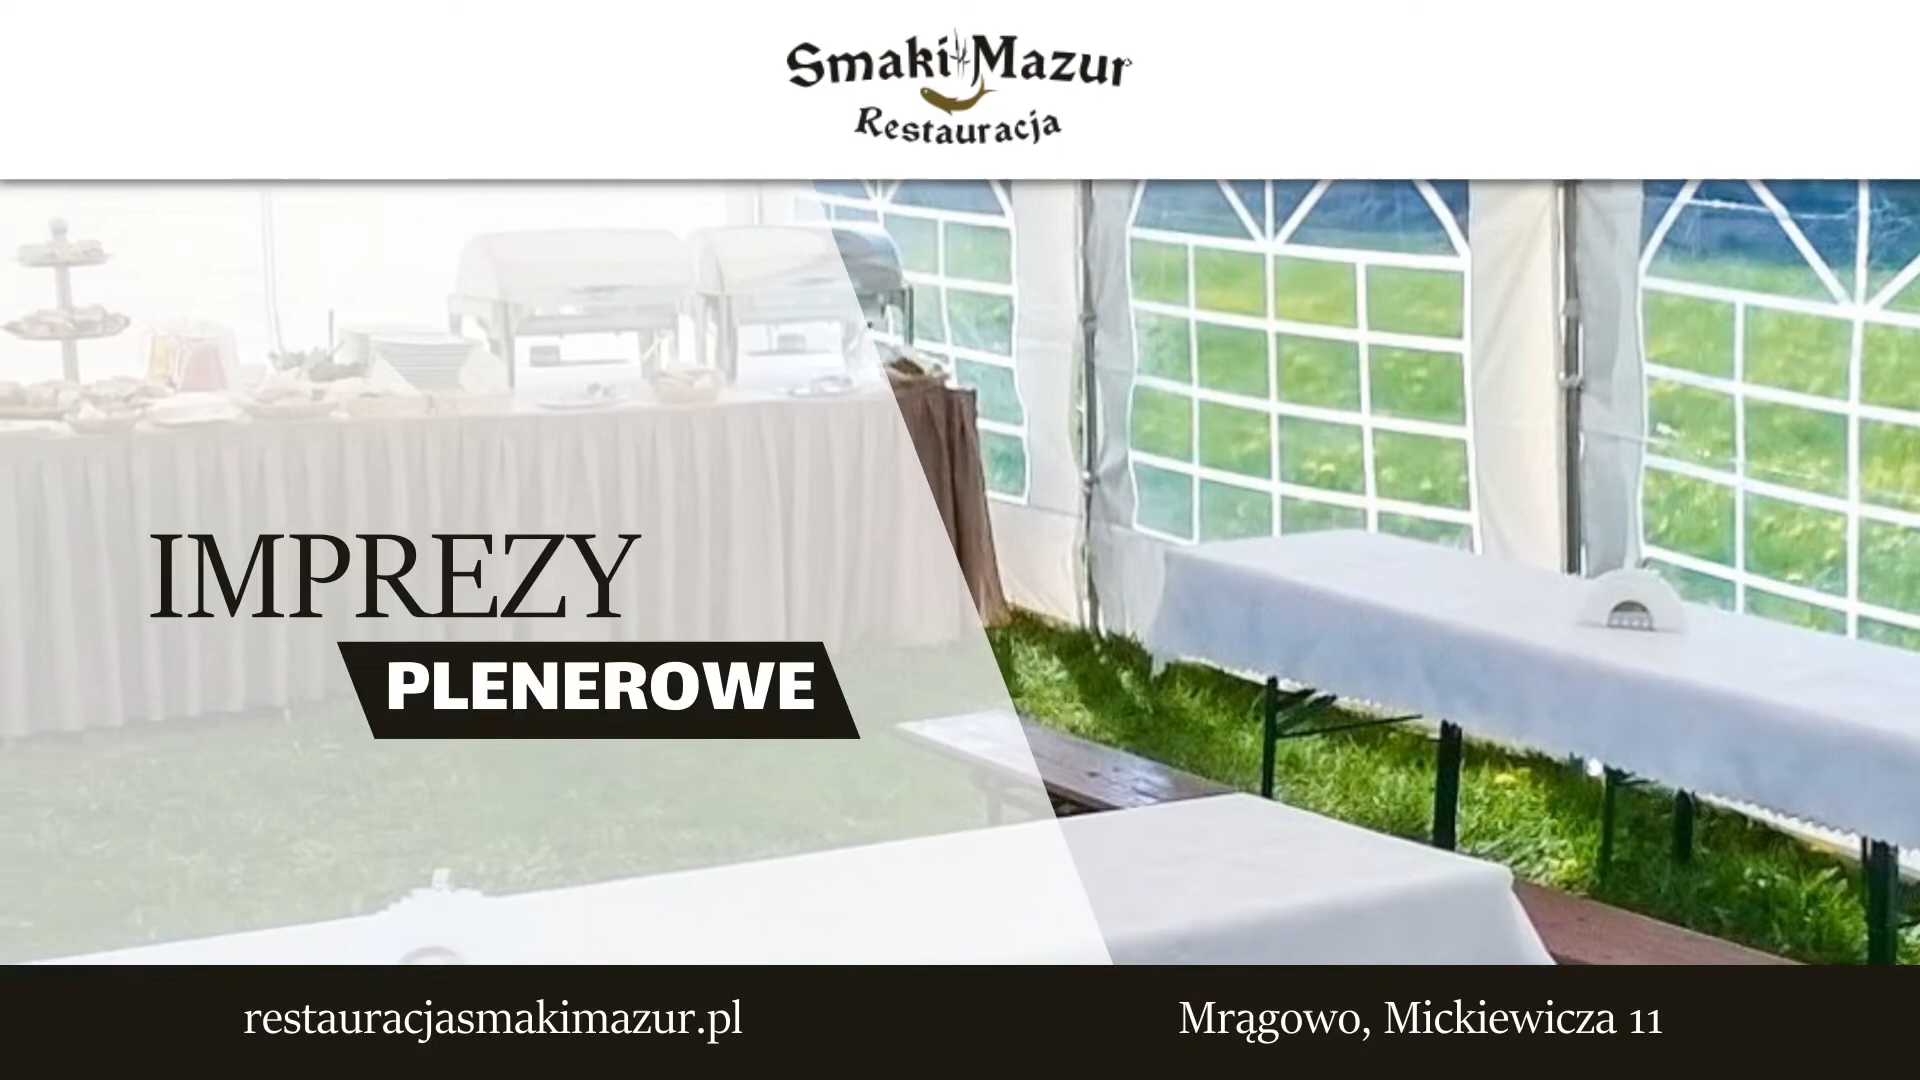 Smaki Mazur
Restauracja
IMPREZY
PLENEROWE
restauracjasmakimazur.pl
Mrągowo, Mickiewicza 11